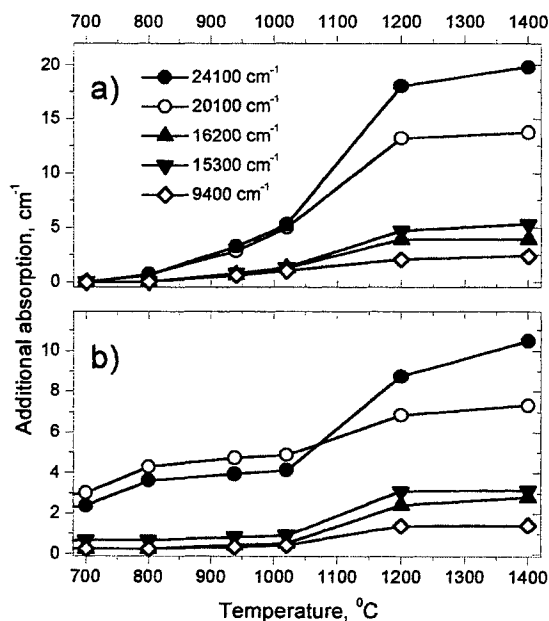 700 800 900 1000 1100 1200 1300 1400
20
15
10
5
0
a)
24100 cm⁻¹
20100 cm⁻¹
16200 cm⁻¹
15300 cm⁻¹
9400 cm⁻¹
Additional absorption, cm⁻¹
b)
10
8
6
4
2
0
700 800 900 1000 1100 1200 1300 1400
Temperature, ⁰C